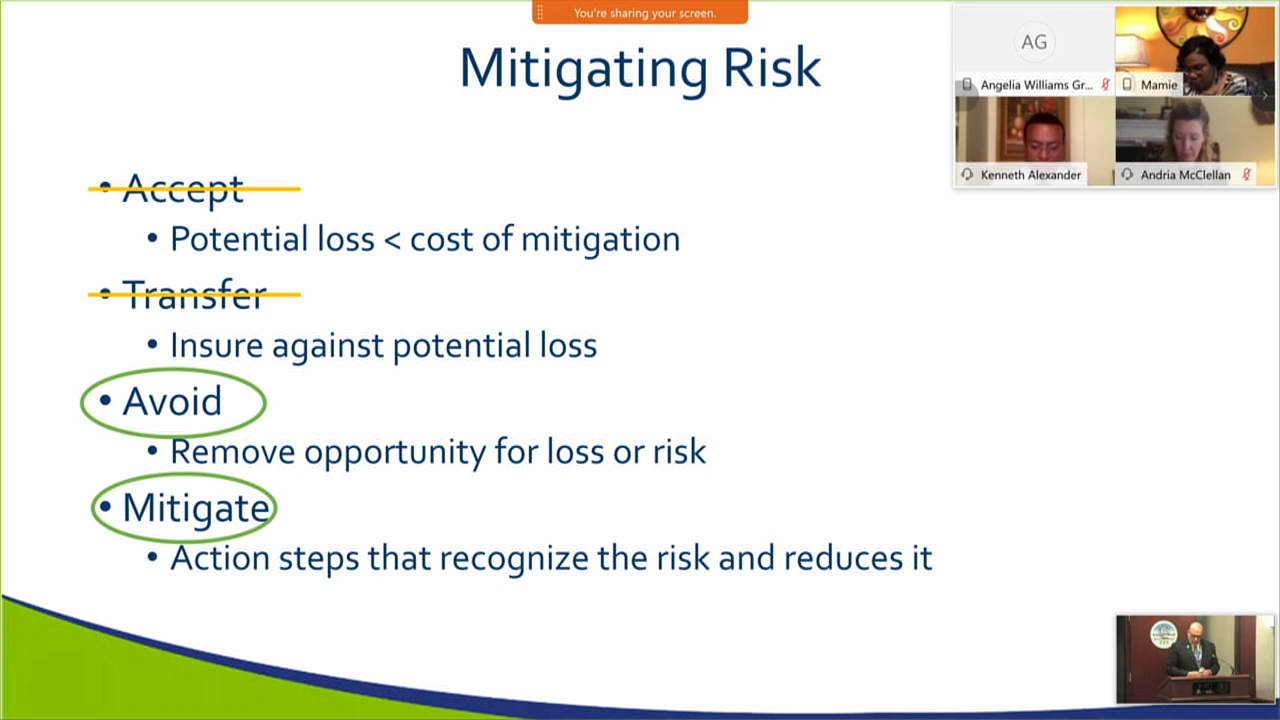 You're sharing your screen.
Mitigating Risk
AG
Angelia Williams Gr...
Mamie
Kenneth Alexander
Andria McClellan
• Accept
• Potential loss < cost of mitigation
• Transfer
• Insure against potential loss
• Avoid
• Remove opportunity for loss or risk
• Mitigate
• Action steps that recognize the risk and reduces it